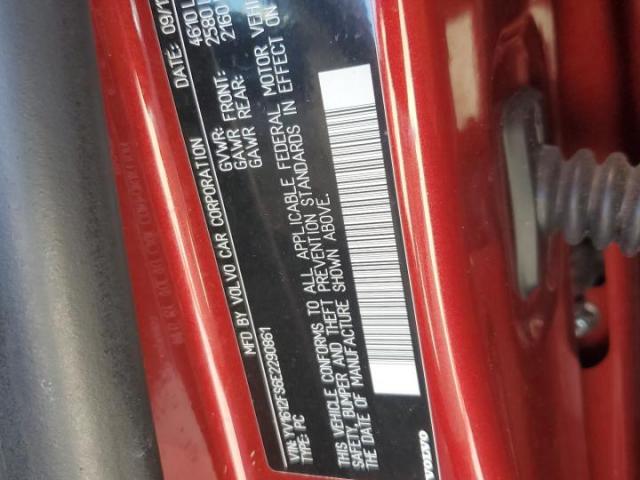 MFD BY VOLVO CAR CORPORATION
DATE: 09/1
GVWR: 4610 L
GAWR FRONT: 2580
GAWR REAR: 2160
VIN: YV1612FS6E2290861
TYPE: PC
THIS VEHICLE CONFORMS TO ALL APPLICABLE FEDERAL MOTOR VEHI
SAFETY, BUMPER AND THEFT PREVENTION STANDARDS IN EFFECT ON
THE DATE OF MANUFACTURE SHOWN ABOVE.
VOLVO